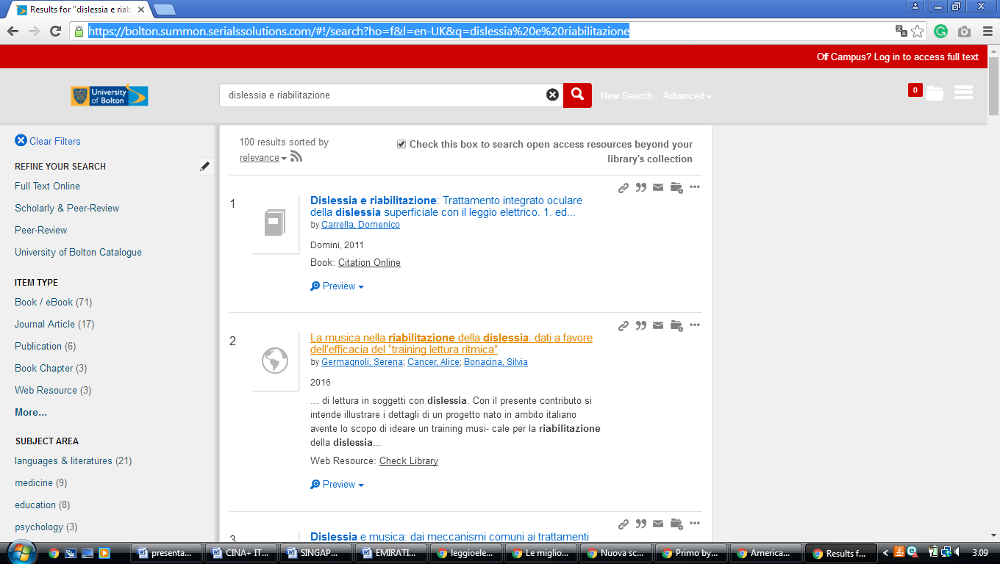 Results for "dislessia e riab
https://bolton.summon.serialssolutions.com/#!/search?ho=f&l=en-UK&q=dislessia%20e%20riabilitazione
Off Campus? Log in to access full text
University of Bolton
dislessia e riabilitazione
New Search Advanced
0
Clear Filters
REFINE YOUR SEARCH
Full Text Online
Scholarly & Peer-Review
Peer-Review
University of Bolton Catalogue
ITEM TYPE
Book / eBook (71)
Journal Article (17)
Publication (6)
Book Chapter (3)
Web Resource (3)
More...
SUBJECT AREA
languages & literatures (21)
medicine (9)
education (8)
psychology (3)
100 results sorted by
relevance
Check this box to search open access resources beyond your
library's collection
1
Dislessia e riabilitazione: Trattamento integrato oculare
della dislessia superficiale con il leggio elettrico. 1. ed...
by Carrella, Domenico
Domini, 2011
Book: Citation Online
Preview
2
La musica nella riabilitazione della dislessia: dati a favore
dell'efficacia del “training lettura ritmica”
by Germagnoli, Serena; Cancer, Alice; Bonacina, Silvia
2016
... di lettura in soggetti con dislessia. Con il presente contributo si
intende illustrare i dettagli di un progetto nato in ambito italiano
avente lo scopo di ideare un training musi- cale per la riabilitazione
della dislessia...
Web Resource: Check Library
Preview
3
Dislessia e musica: dai meccanismi comuni ai trattamenti
presenta... CINA+ IT... SINGAP... EMIRATI... leggioele... Le miglio... Nuova sc... Primo by... America... Results f... 3.09